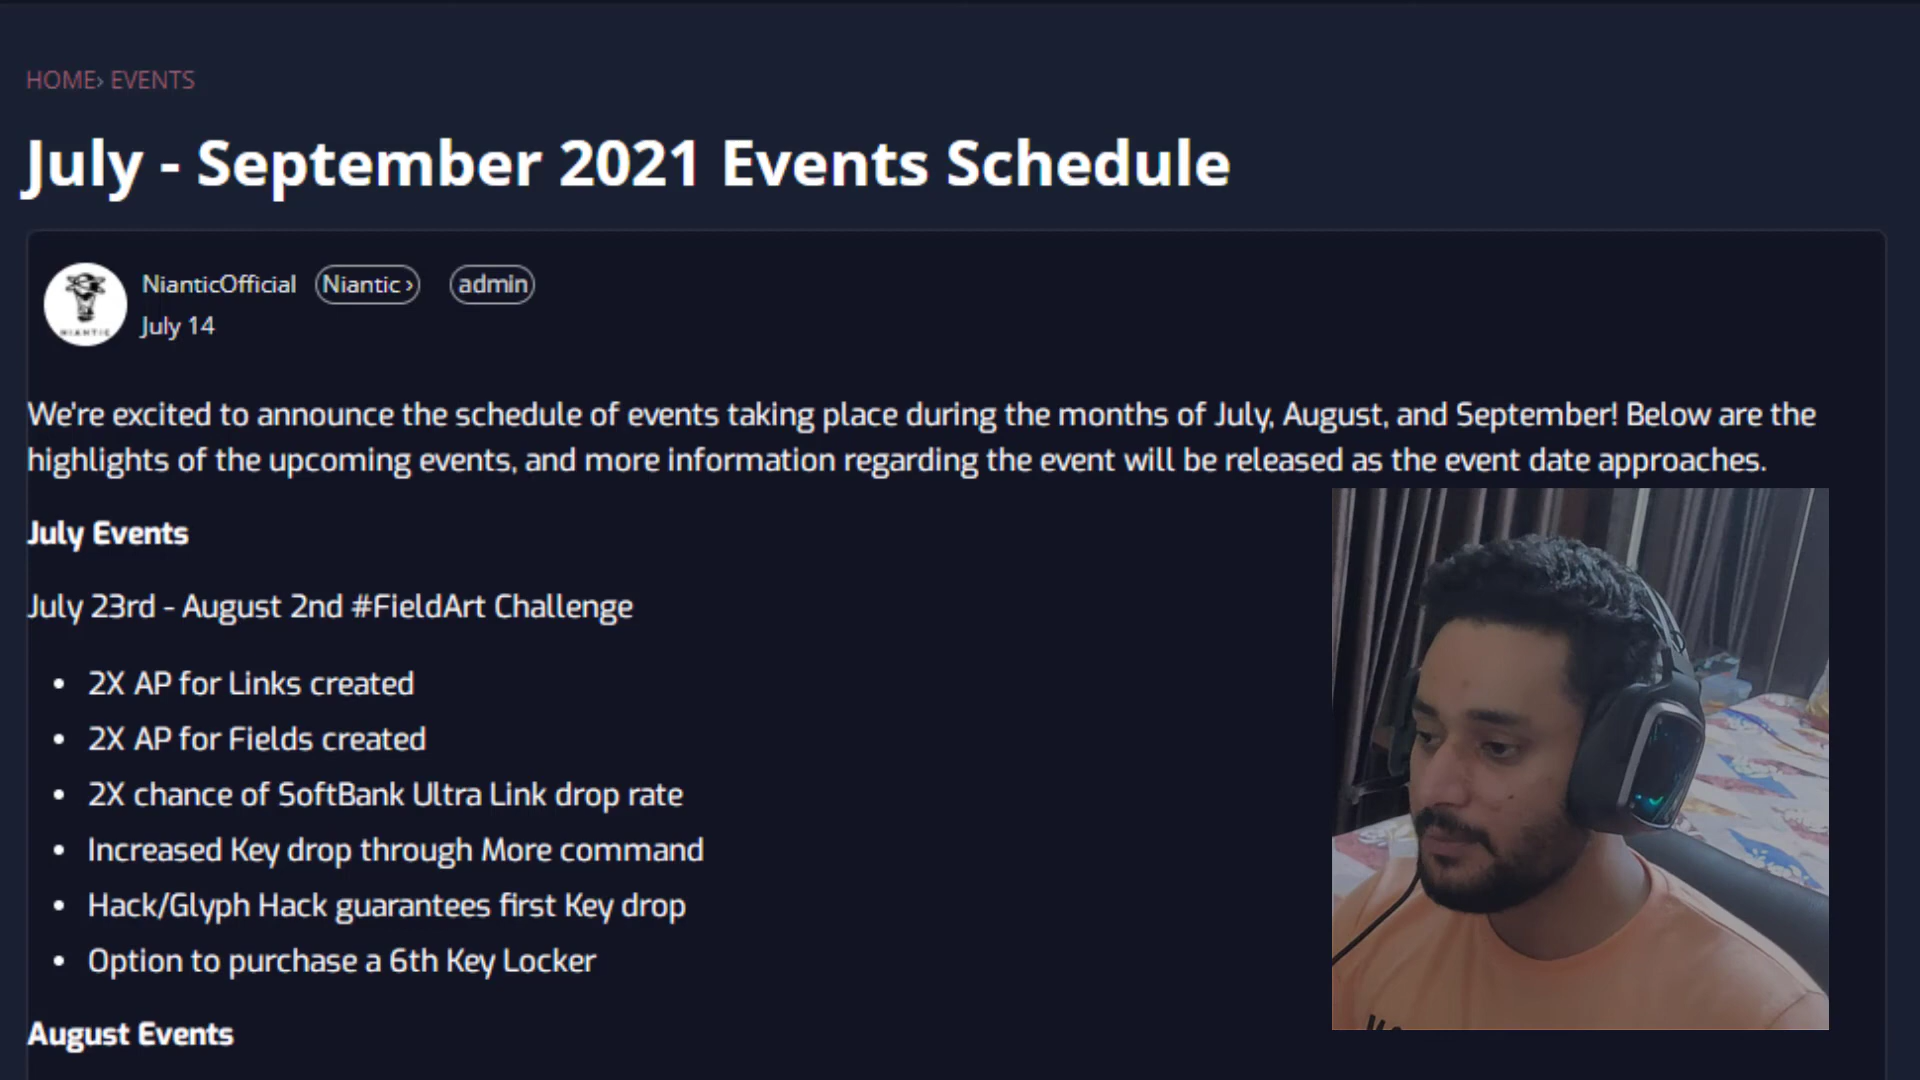 HOME› EVENTS
July - September 2021 Events Schedule
NianticOfficial Niantic › admin
July 14
NIANTIC
We're excited to announce the schedule of events taking place during the months of July, August, and September! Below are the
highlights of the upcoming events, and more information regarding the event will be released as the event date approaches.
July Events
July 23rd - August 2nd #FieldArt Challenge
• 2X AP for Links created
• 2X AP for Fields created
• 2X chance of SoftBank Ultra Link drop rate
• Increased Key drop through More command
• Hack/Glyph Hack guarantees first Key drop
• Option to purchase a 6th Key Locker
August Events